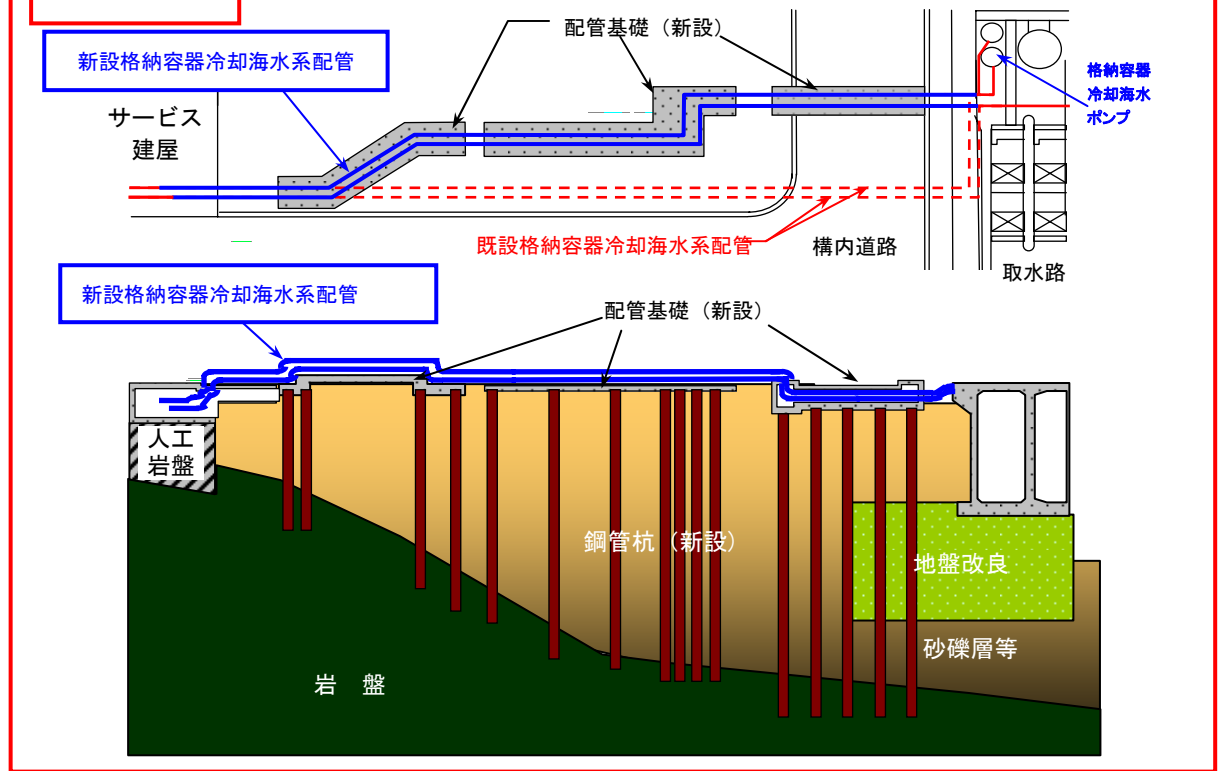 配管基礎（新設）
新設格納容器冷却海水系配管
格納容器
冷却海水
ポンプ
サービス
建屋
既設格納容器冷却海水系配管
構内道路
取水路
新設格納容器冷却海水系配管
配管基礎（新設）
人工
岩盤
鋼管杭（新設）
地盤改良
砂礫層等
岩　盤